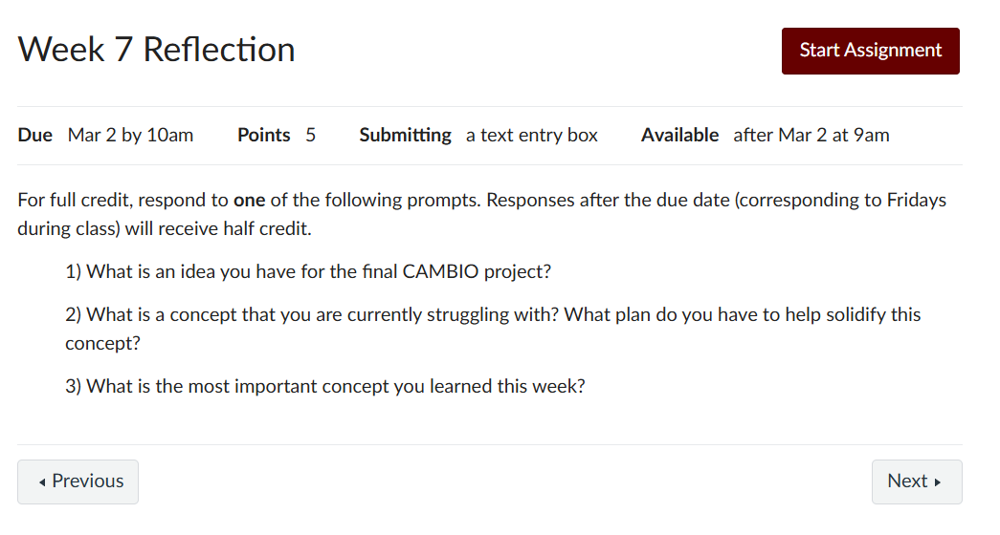 Week 7 Reflection
Start Assignment
Due Mar 2 by 10am Points 5 Submitting a text entry box Available after Mar 2 at 9am
For full credit, respond to one of the following prompts. Responses after the due date (corresponding to Fridays
during class) will receive half credit.
1) What is an idea you have for the final CAMBIO project?
2) What is a concept that you are currently struggling with? What plan do you have to help solidify this
concept?
3) What is the most important concept you learned this week?
◂ Previous
Next ▸